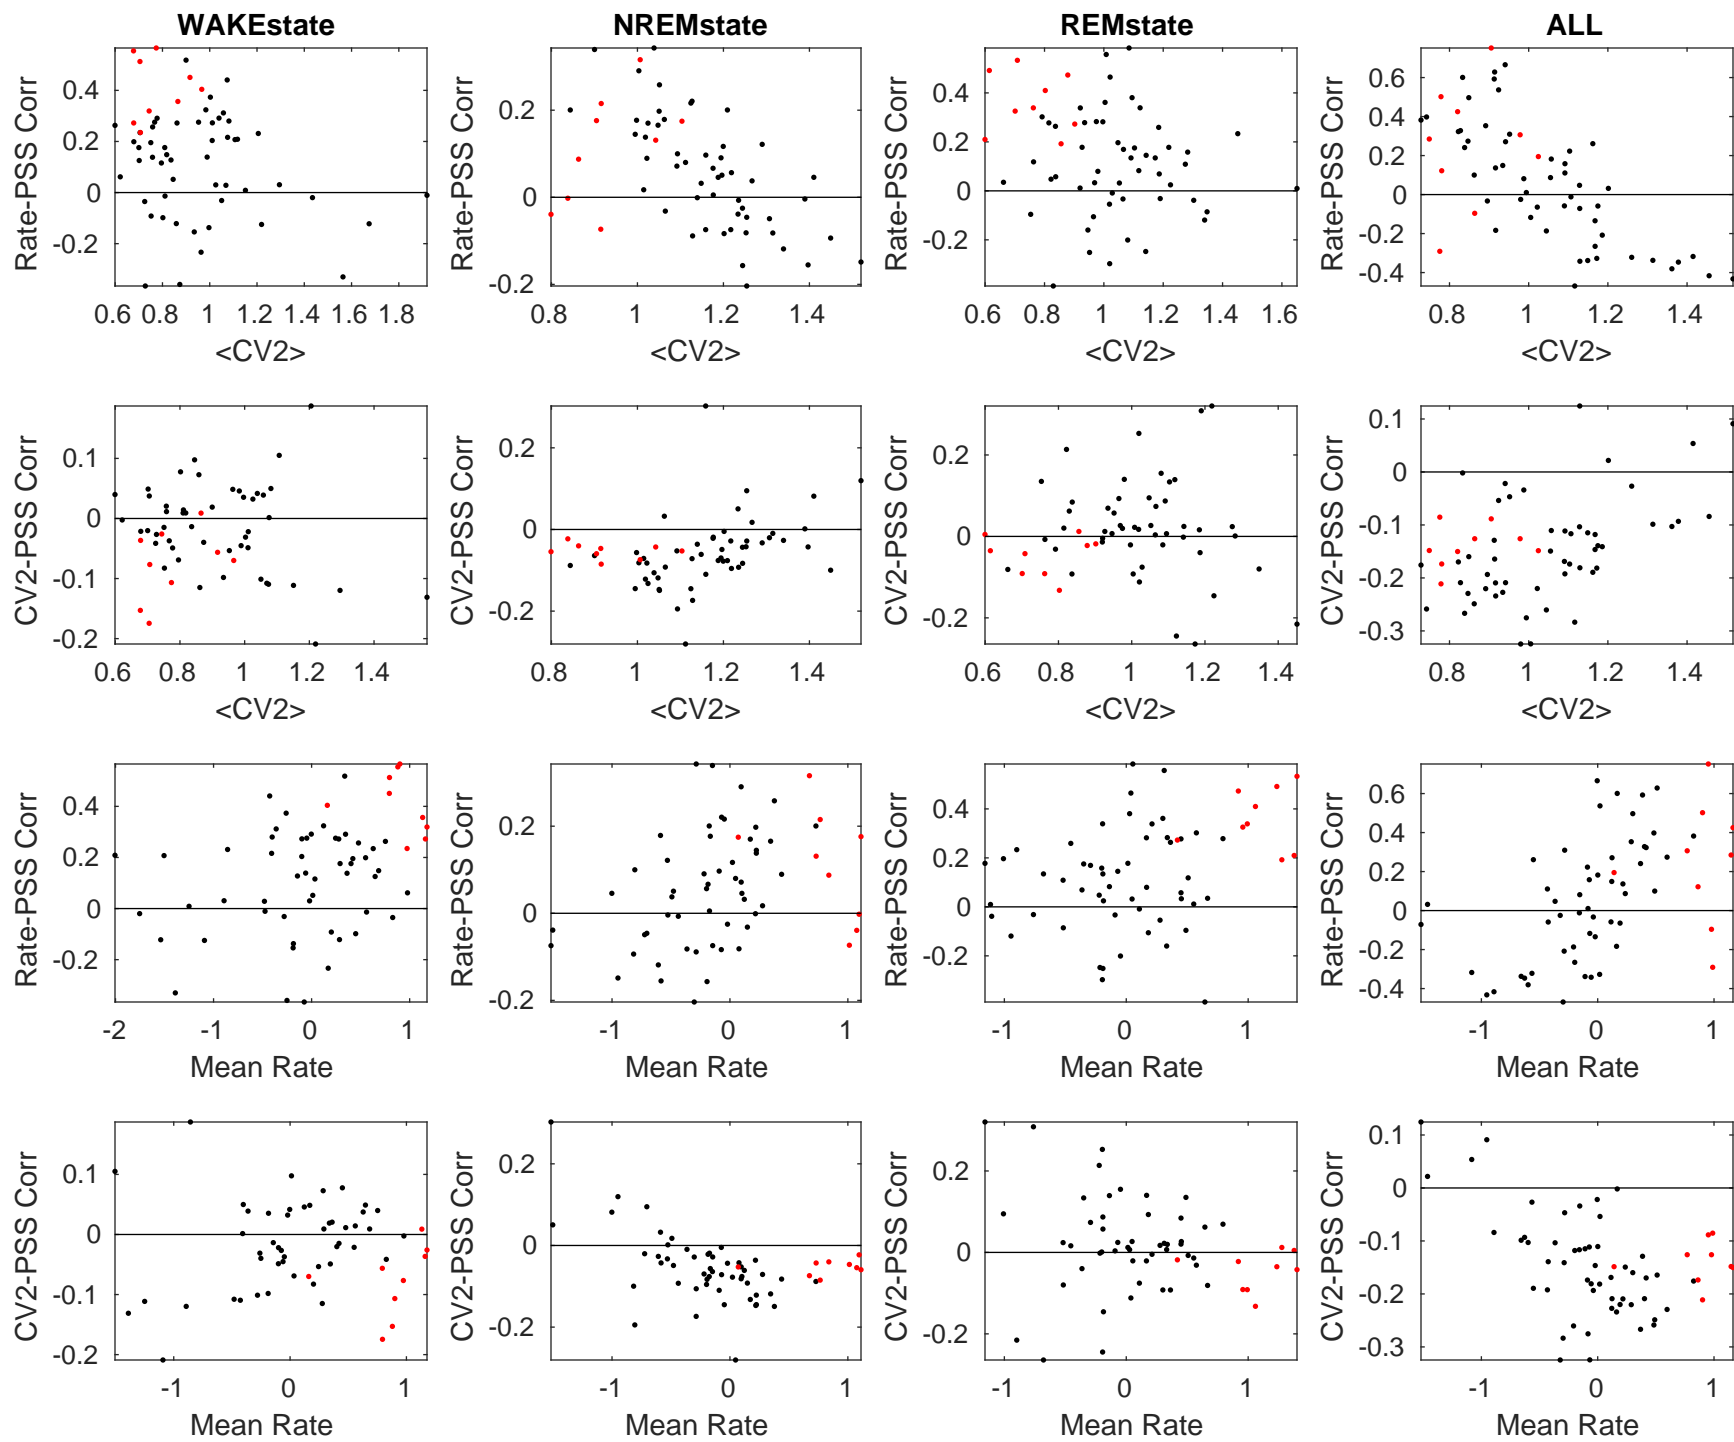 WAKEstate NREMstate REMstate ALL
Rate-PSS Corr Rate-PSS Corr Rate-PSS Corr Rate-PSS Corr
0.4 0.2 0 -0.2
0.2 0 -0.2
0.4 0.2 0 -0.2
0.6 0.4 0.2 0 -0.2 -0.4
0.6 0.8 1 1.2 1.4 1.6 1.8
0.8 1 1.2 1.4
0.6 0.8 1 1.2 1.4 1.6
0.8 1 1.2 1.4
<CV2> <CV2> <CV2> <CV2>
CV2-PSS Corr CV2-PSS Corr CV2-PSS Corr CV2-PSS Corr
0.1 0 -0.1 -0.2
0.2 0 -0.2
0.2 0 -0.2
0.1 0 -0.1 -0.2 -0.3
0.6 0.8 1 1.2 1.4
0.8 1 1.2 1.4
0.6 0.8 1 1.2 1.4
0.8 1 1.2 1.4
<CV2> <CV2> <CV2> <CV2>
Rate-PSS Corr Rate-PSS Corr Rate-PSS Corr Rate-PSS Corr
0.4 0.2 0 -0.2
0.2 0 -0.2
0.4 0.2 0 -0.2
0.6 0.4 0.2 0 -0.2 -0.4
-2 -1 0 1
-1 0 1
-1 0 1
-1 0 1
Mean Rate Mean Rate Mean Rate Mean Rate
CV2-PSS Corr CV2-PSS Corr CV2-PSS Corr CV2-PSS Corr
0.1 0 -0.1 -0.2
0.2 0 -0.2
0.2 0 -0.2
0.1 0 -0.1 -0.2 -0.3
-1 0 1
-1 0 1
-1 0 1
-1 0 1
Mean Rate Mean Rate Mean Rate Mean Rate